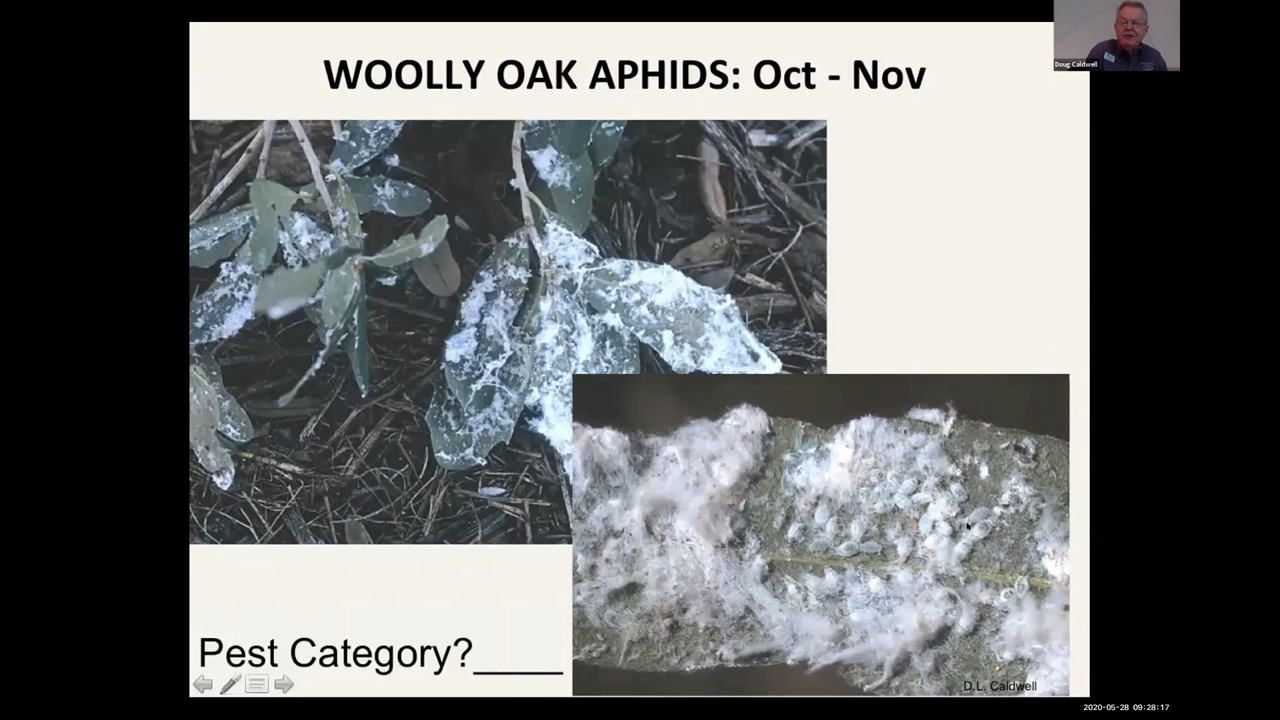 WOOLLY OAK APHIDS: Oct - Nov
Doug Caldwell
Pest Category?____
D.L. Caldwell
2020-05-28 09:28:17